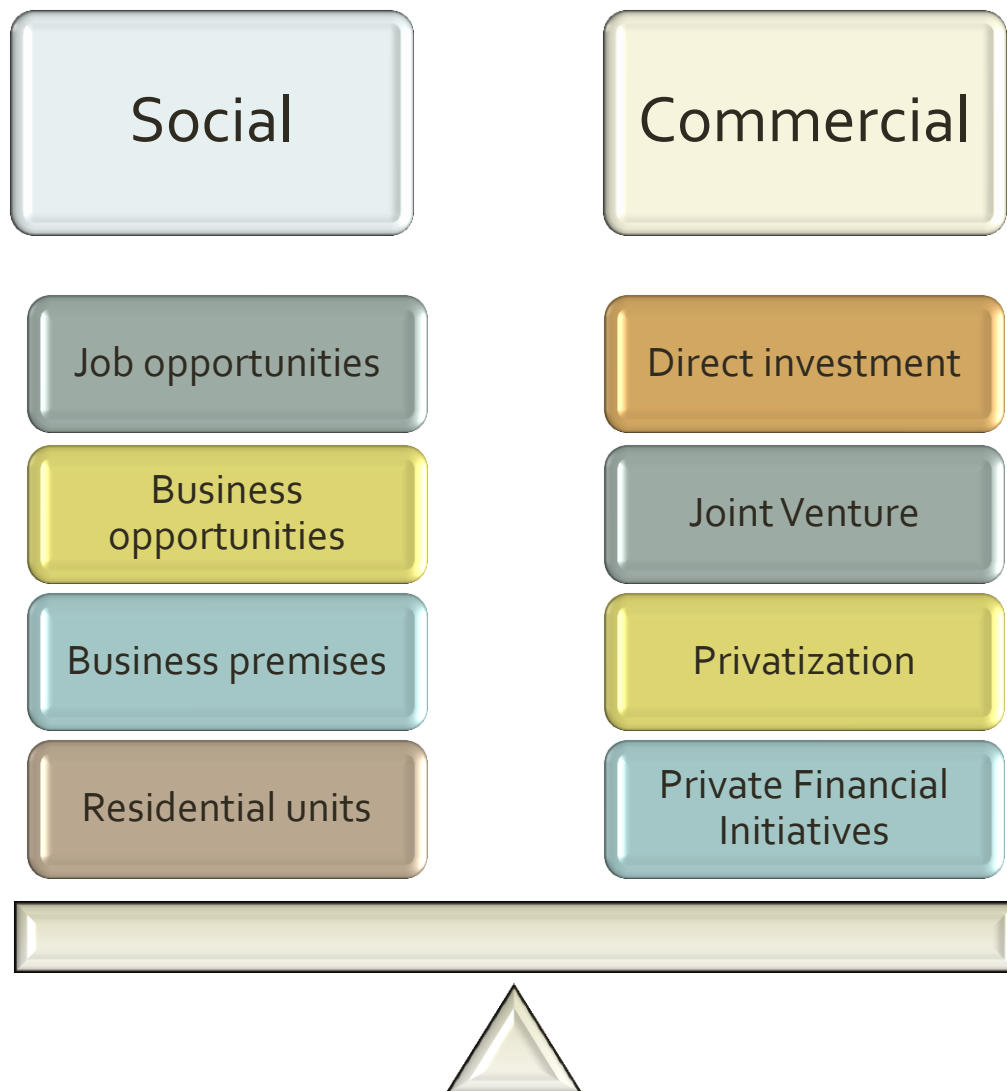 Social
Commercial
Job opportunities
Direct investment
Business
opportunities
Joint Venture
Business premises
Privatization
Residential units
Private Financial
Initiatives